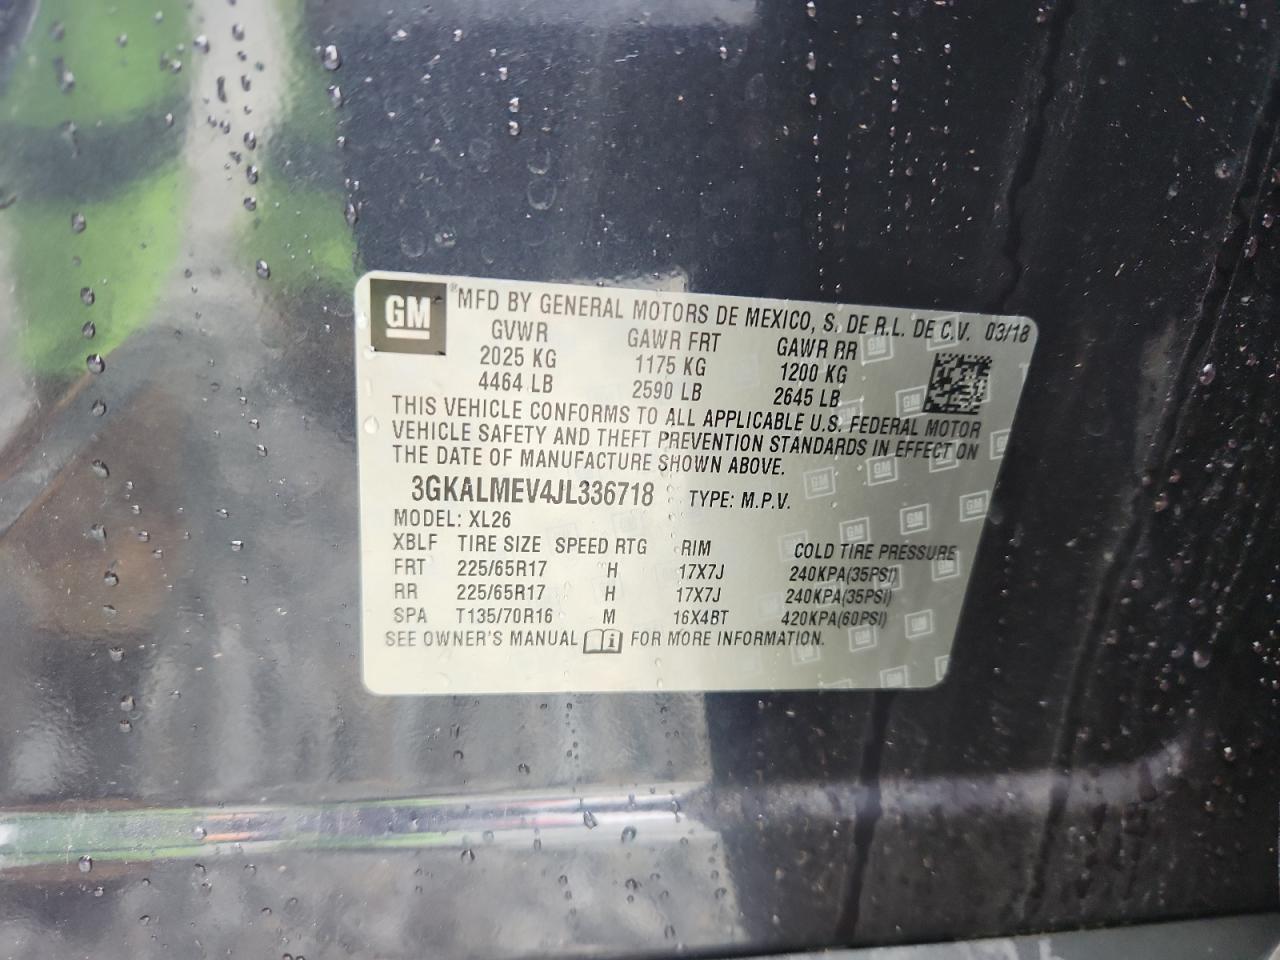 GM ® MFD BY GENERAL MOTORS DE MEXICO, S. DE R.L. DE C.V. 03/18
GVWR GAWR FRT GAWR RR
2025 KG 1175 KG 1200 KG
4464 LB 2590 LB 2645 LB
THIS VEHICLE CONFORMS TO ALL APPLICABLE U.S. FEDERAL MOTOR
VEHICLE SAFETY AND THEFT PREVENTION STANDARDS IN EFFECT ON
THE DATE OF MANUFACTURE SHOWN ABOVE.
3GKALMEV4JL336718 TYPE: M.P.V.
MODEL: XL26
XBLF TIRE SIZE SPEED RTG RIM COLD TIRE PRESSURE
FRT 225/65R17 H 17X7J 240KPA(35PSI)
RR 225/65R17 H 17X7J 240KPA(35PSI)
SPA T135/70R16 M 16X4BT 420KPA(60PSI)
SEE OWNER'S MANUAL FOR MORE INFORMATION.